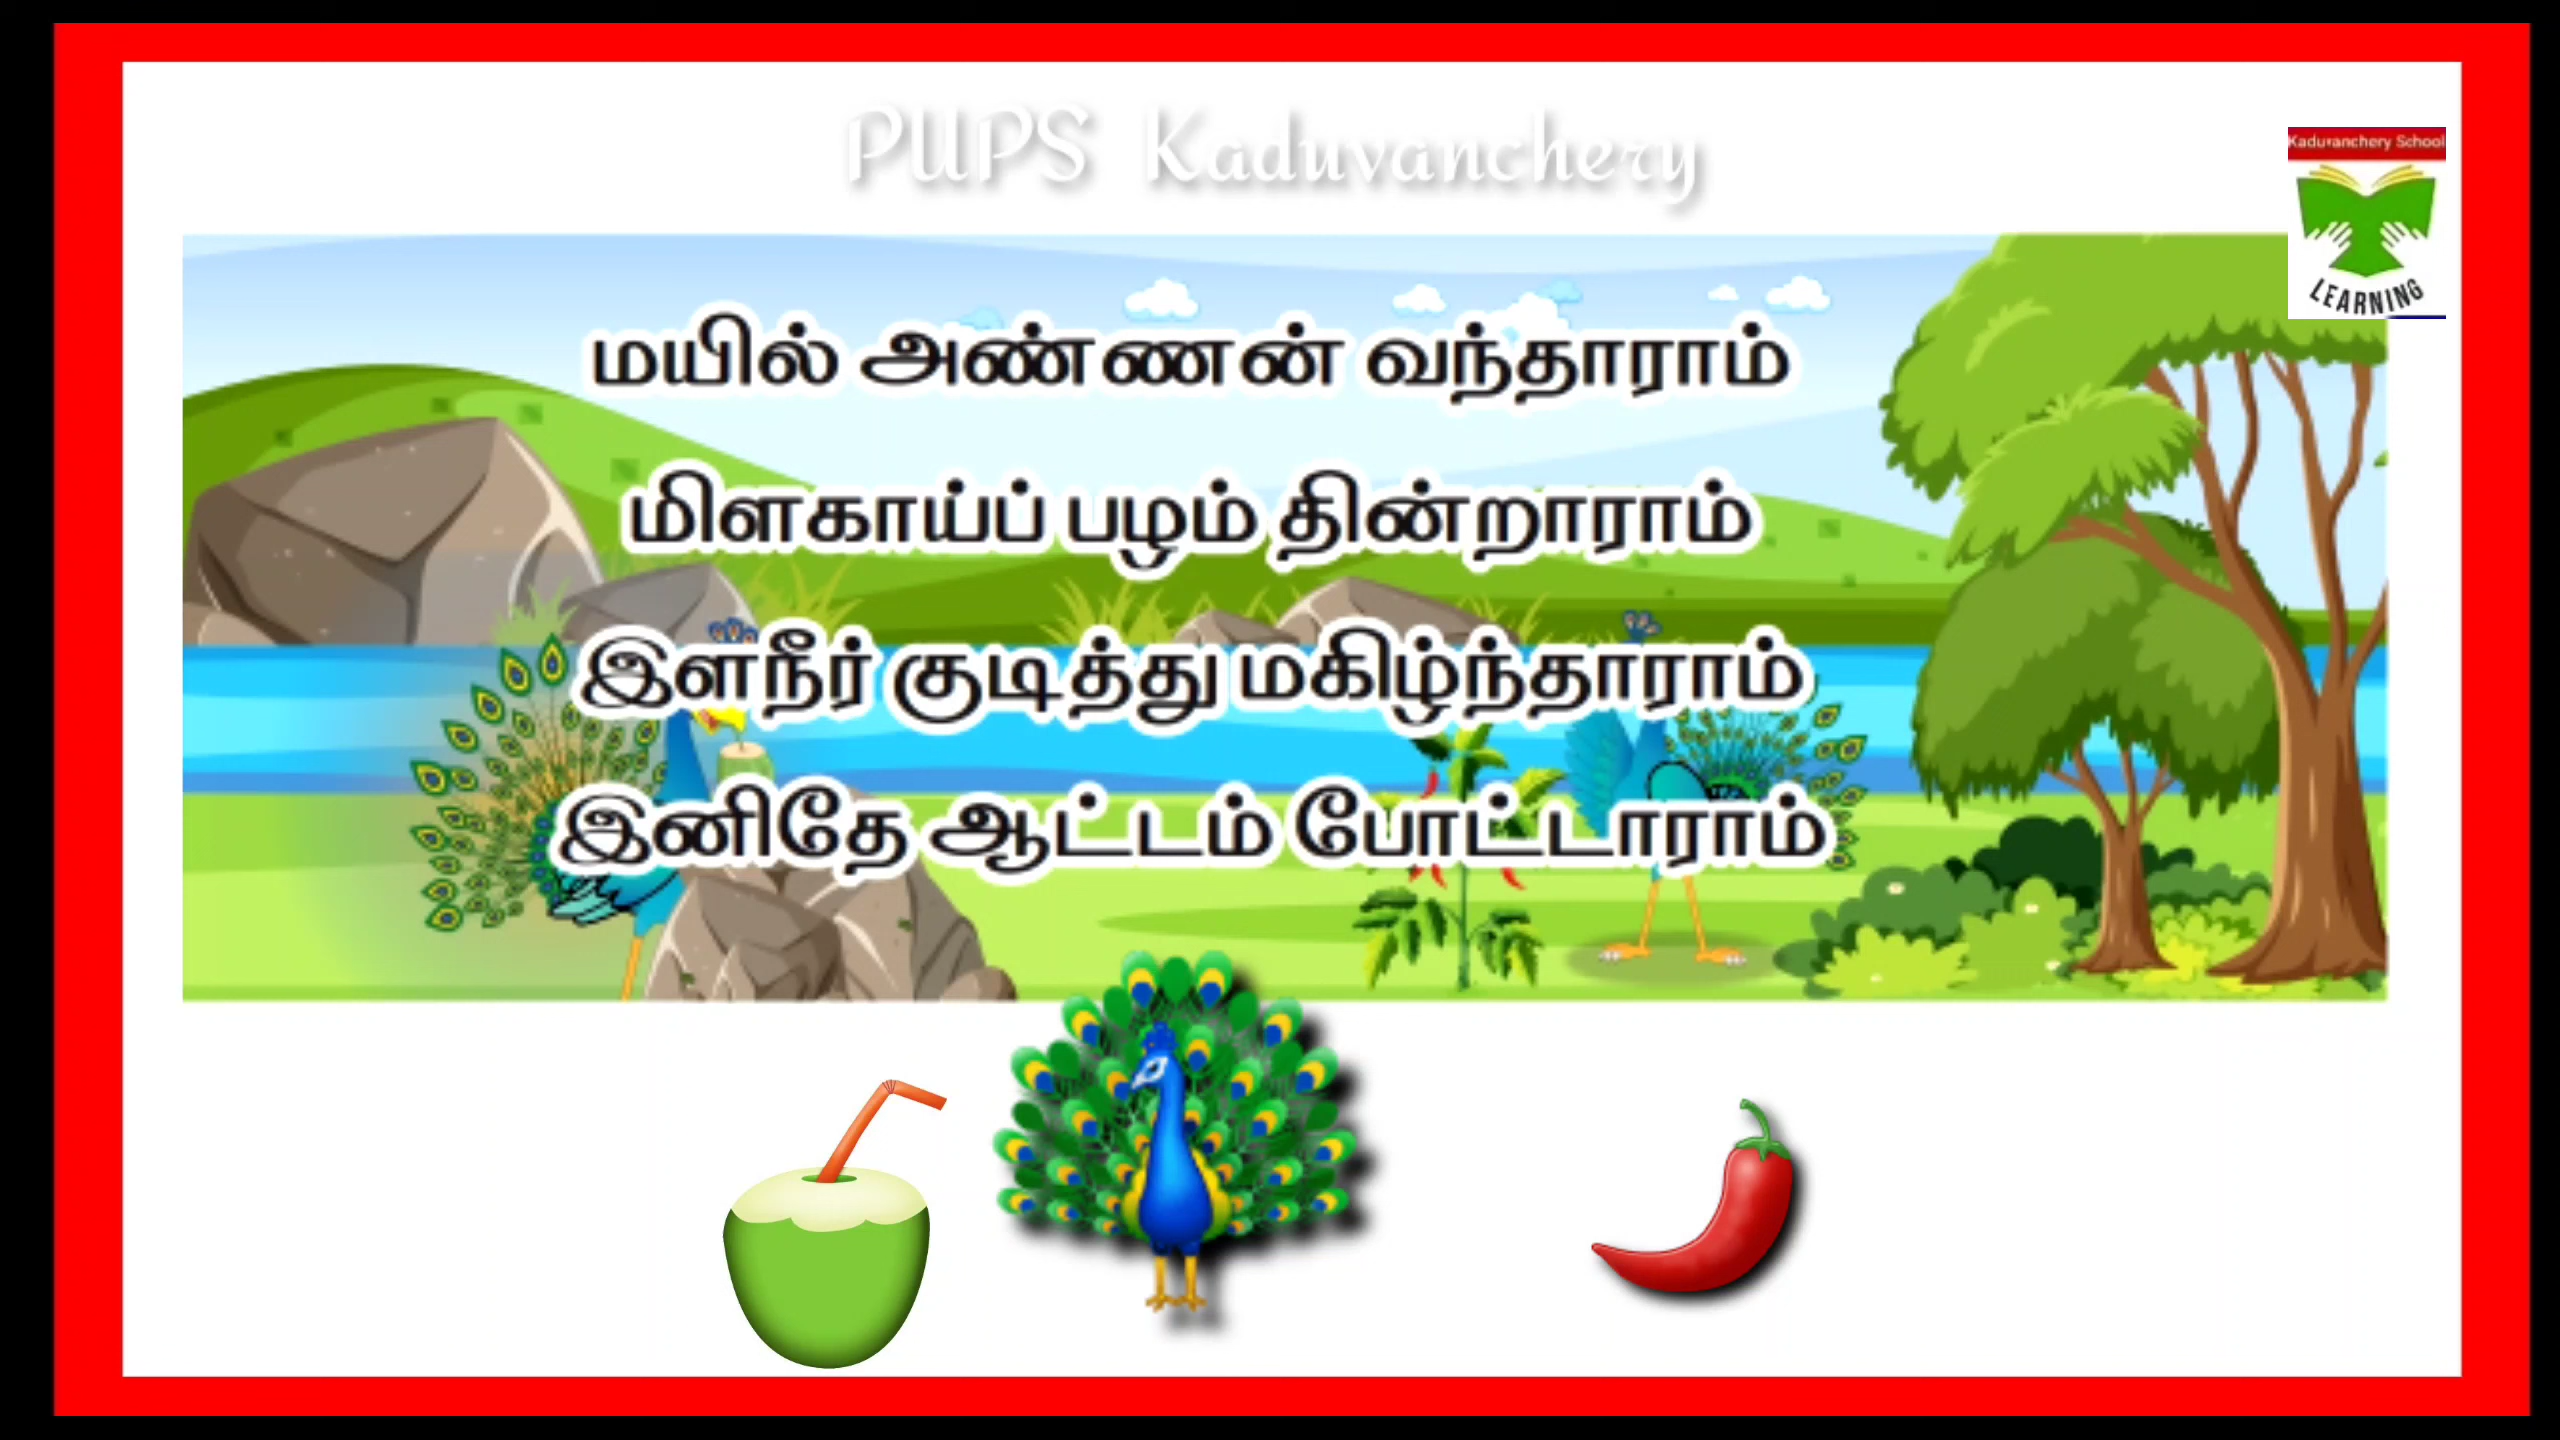 PUPS Kaduvanchery
Kaduvanchery School
LEARNING
மயில் அண்ணன் வந்தாராம்
மிளகாய்ப் பழம் தின்றாராம்
இளநீர் குடித்து மகிழ்ந்தாராம்
இனிதே ஆட்டம் போட்டாராம்